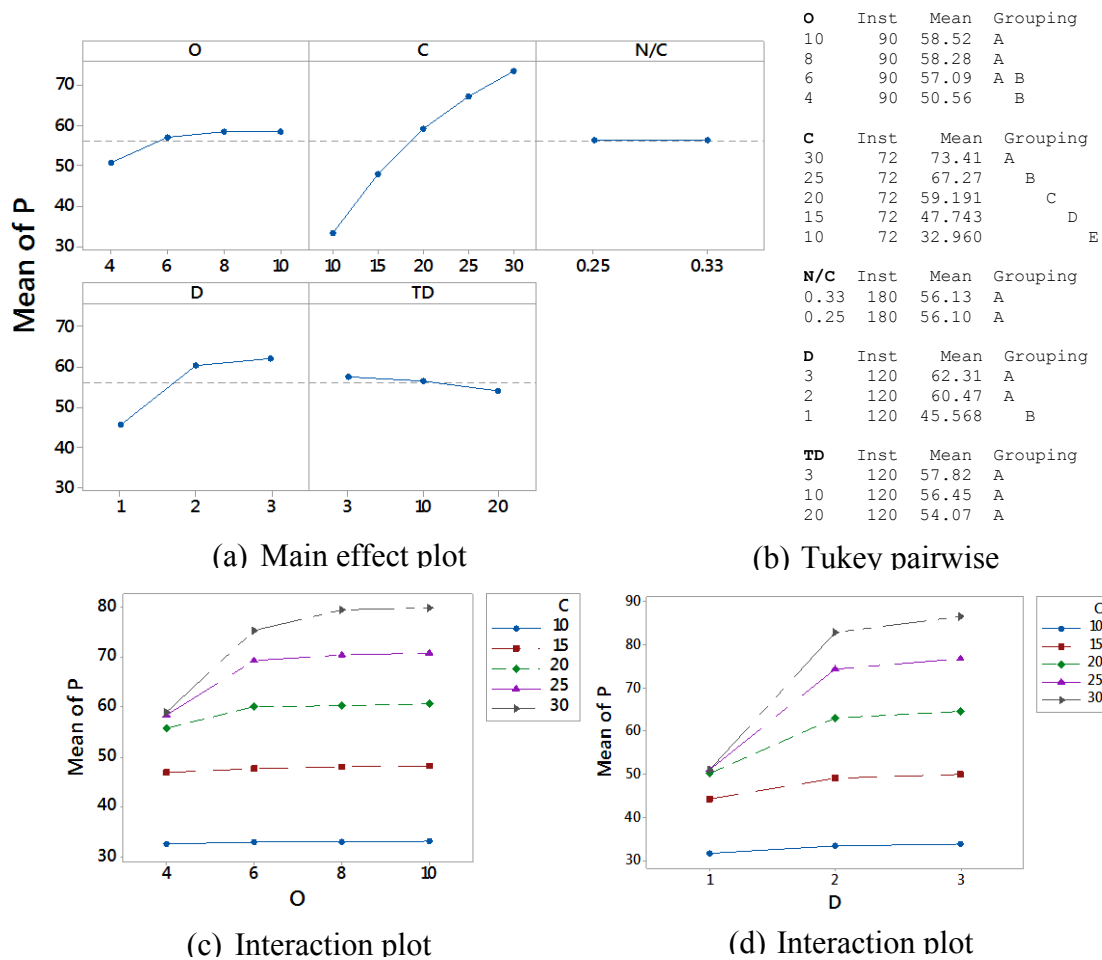 O C N/C
70
60
50
40
30
4 6 8 10 10 15 20 25 30 0.25 0.33
Mean of P
D TD
70
60
50
40
30
1 2 3 3 10 20
(a) Main effect plot
O Inst Mean Grouping
10 90 58.52 A
8 90 58.28 A
6 90 57.09 A B
4 90 50.56 B
C Inst Mean Grouping
30 72 73.41 A
25 72 67.27 B
20 72 59.191 C
15 72 47.743 D
10 72 32.960 E
N/C Inst Mean Grouping
0.33 180 56.13 A
0.25 180 56.10 A
D Inst Mean Grouping
3 120 62.31 A
2 120 60.47 A
1 120 45.568 B
TD Inst Mean Grouping
3 120 57.82 A
10 120 56.45 A
20 120 54.07 A
(b) Tukey pairwise
80
70
60
50
40
30
Mean of P
4 6 8 10
O
C
10
15
20
25
30
(c) Interaction plot
90
80
70
60
50
40
30
Mean of P
1 2 3
D
C
10
15
20
25
30
(d) Interaction plot